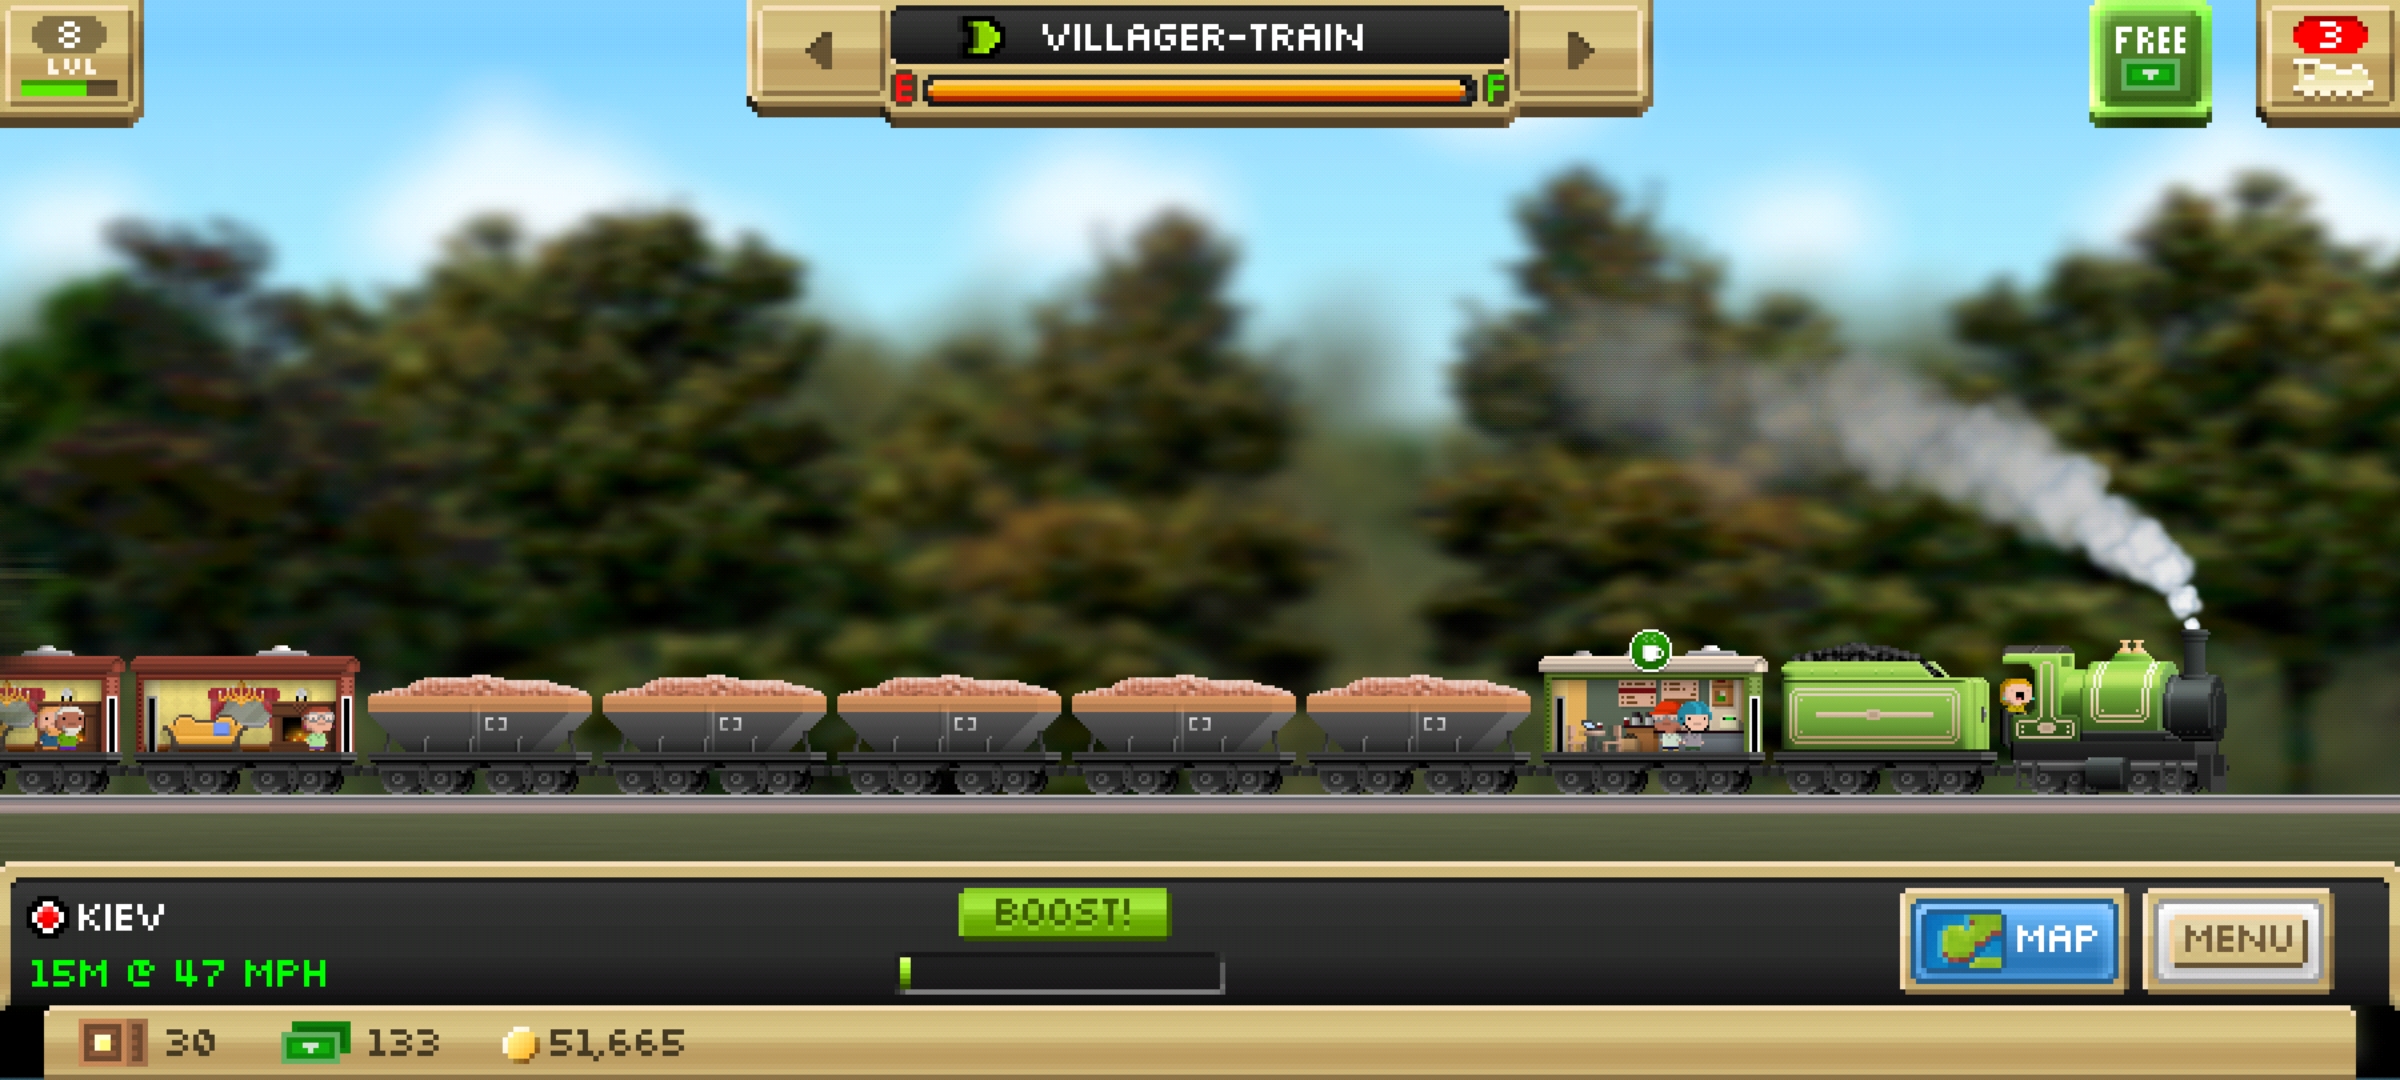 8
LVL
VILLAGER-TRAIN
E F
FREE
3
KIEV
15M @ 47 MPH
BOOST!
MAP
MENU
30 133 51,665